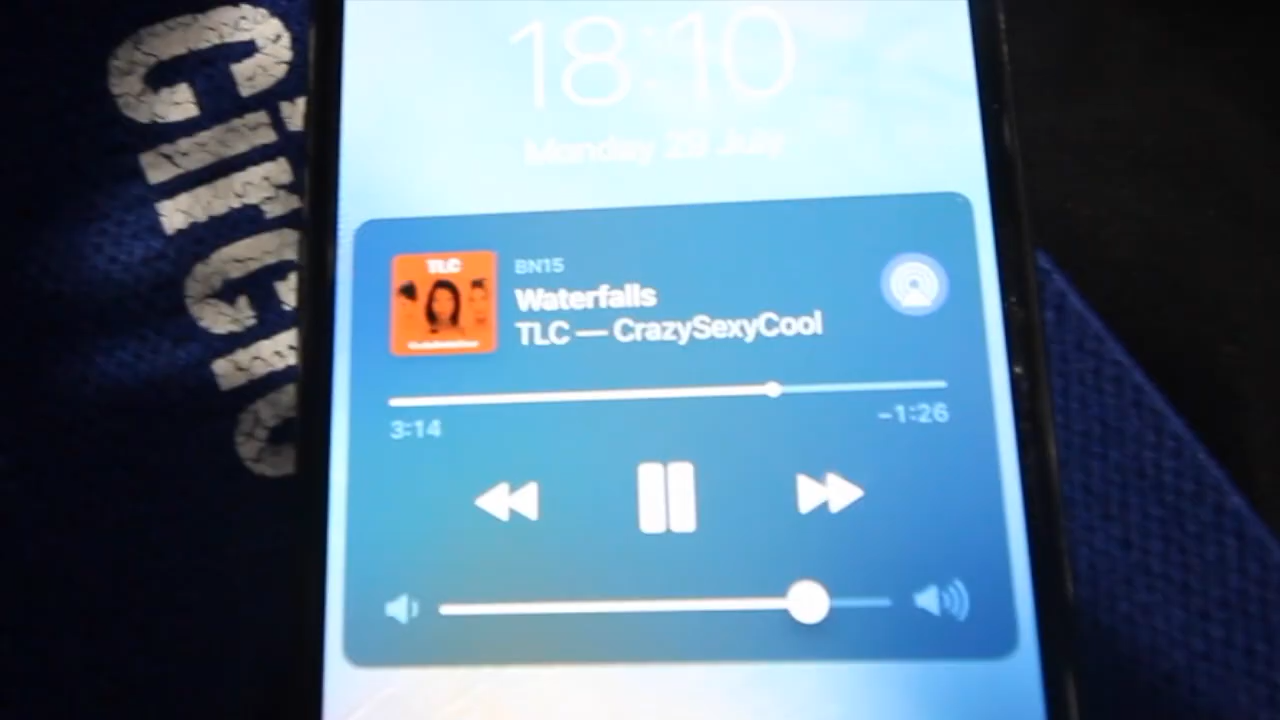 18:10
Monday 29 July
TLC
BN15
Waterfalls
TLC — CrazySexyCool
3:14
-1:26